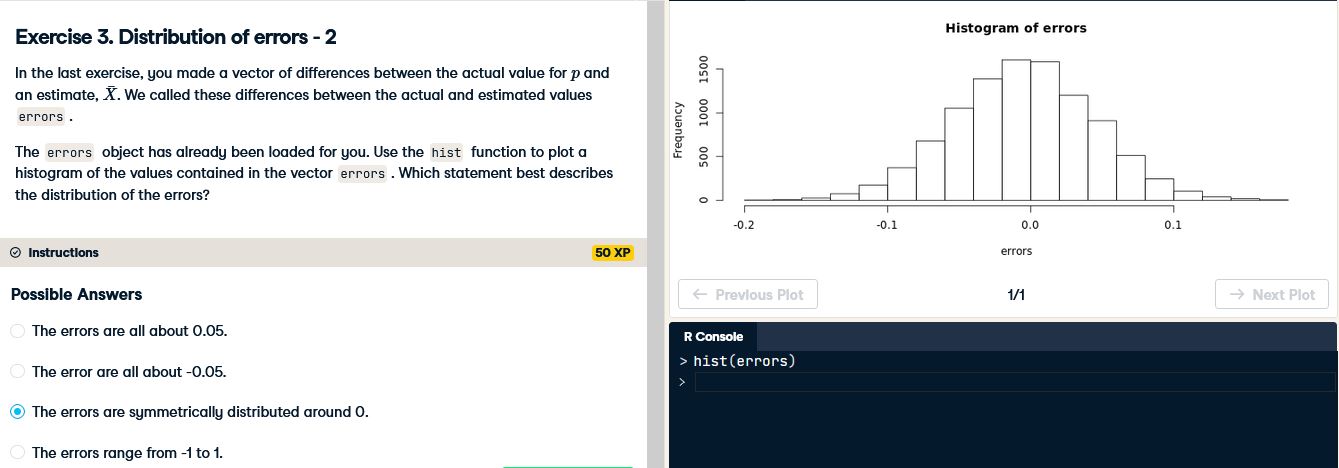 Exercise 3. Distribution of errors - 2
In the last exercise, you made a vector of differences between the actual value for p and
an estimate, X̄. We called these differences between the actual and estimated values
errors .
The errors object has already been loaded for you. Use the hist function to plot a
histogram of the values contained in the vector errors . Which statement best describes
the distribution of the errors?
Instructions
50 XP
Possible Answers
The errors are all about 0.05.
The error are all about -0.05.
The errors are symmetrically distributed around 0.
The errors range from -1 to 1.
Histogram of errors
Frequency
1500
1000
500
0
-0.2
-0.1
0.0
0.1
errors
← Previous Plot
1/1
→ Next Plot
R Console
> hist(errors)
>